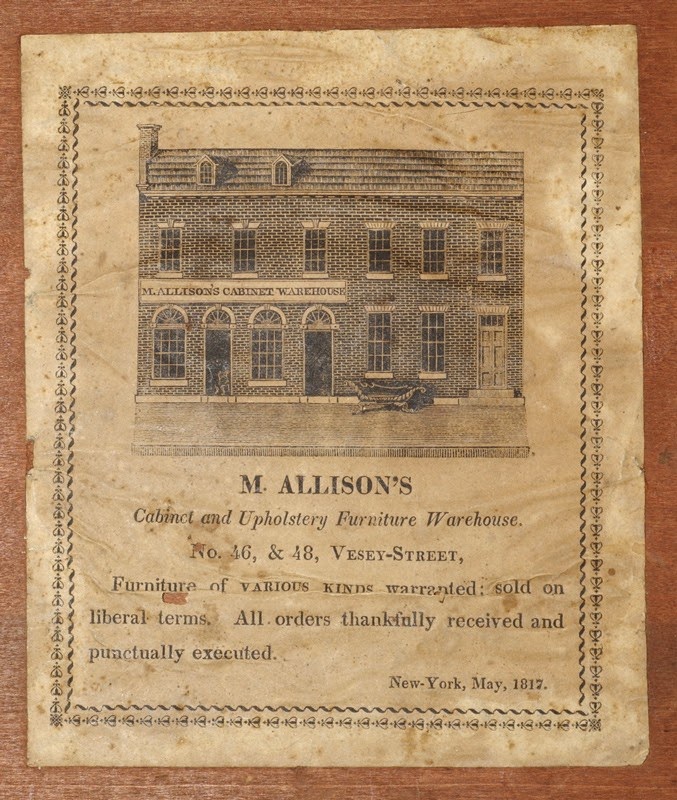 M. ALLISON'S CABINET WAREHOUSE
M. ALLISON'S
Cabinet and Upholstery Furniture Warehouse.
No. 46, & 48, VESEY-STREET,
Furniture of VARIOUS KINDS warranted: sold on
liberal terms. All orders thankfully received and
punctually executed.
New-York, May, 1817.